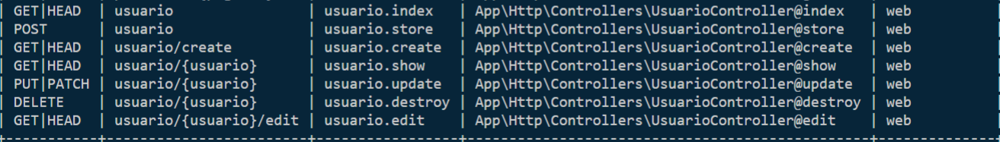 | GET|HEAD | usuario | usuario.index | App\Http\Controllers\UsuarioController@index | web
| POST | usuario | usuario.store | App\Http\Controllers\UsuarioController@store | web
| GET|HEAD | usuario/create | usuario.create | App\Http\Controllers\UsuarioController@create | web
| GET|HEAD | usuario/{usuario} | usuario.show | App\Http\Controllers\UsuarioController@show | web
| PUT|PATCH | usuario/{usuario} | usuario.update | App\Http\Controllers\UsuarioController@update | web
| DELETE | usuario/{usuario} | usuario.destroy | App\Http\Controllers\UsuarioController@destroy | web
| GET|HEAD | usuario/{usuario}/edit | usuario.edit | App\Http\Controllers\UsuarioController@edit | web